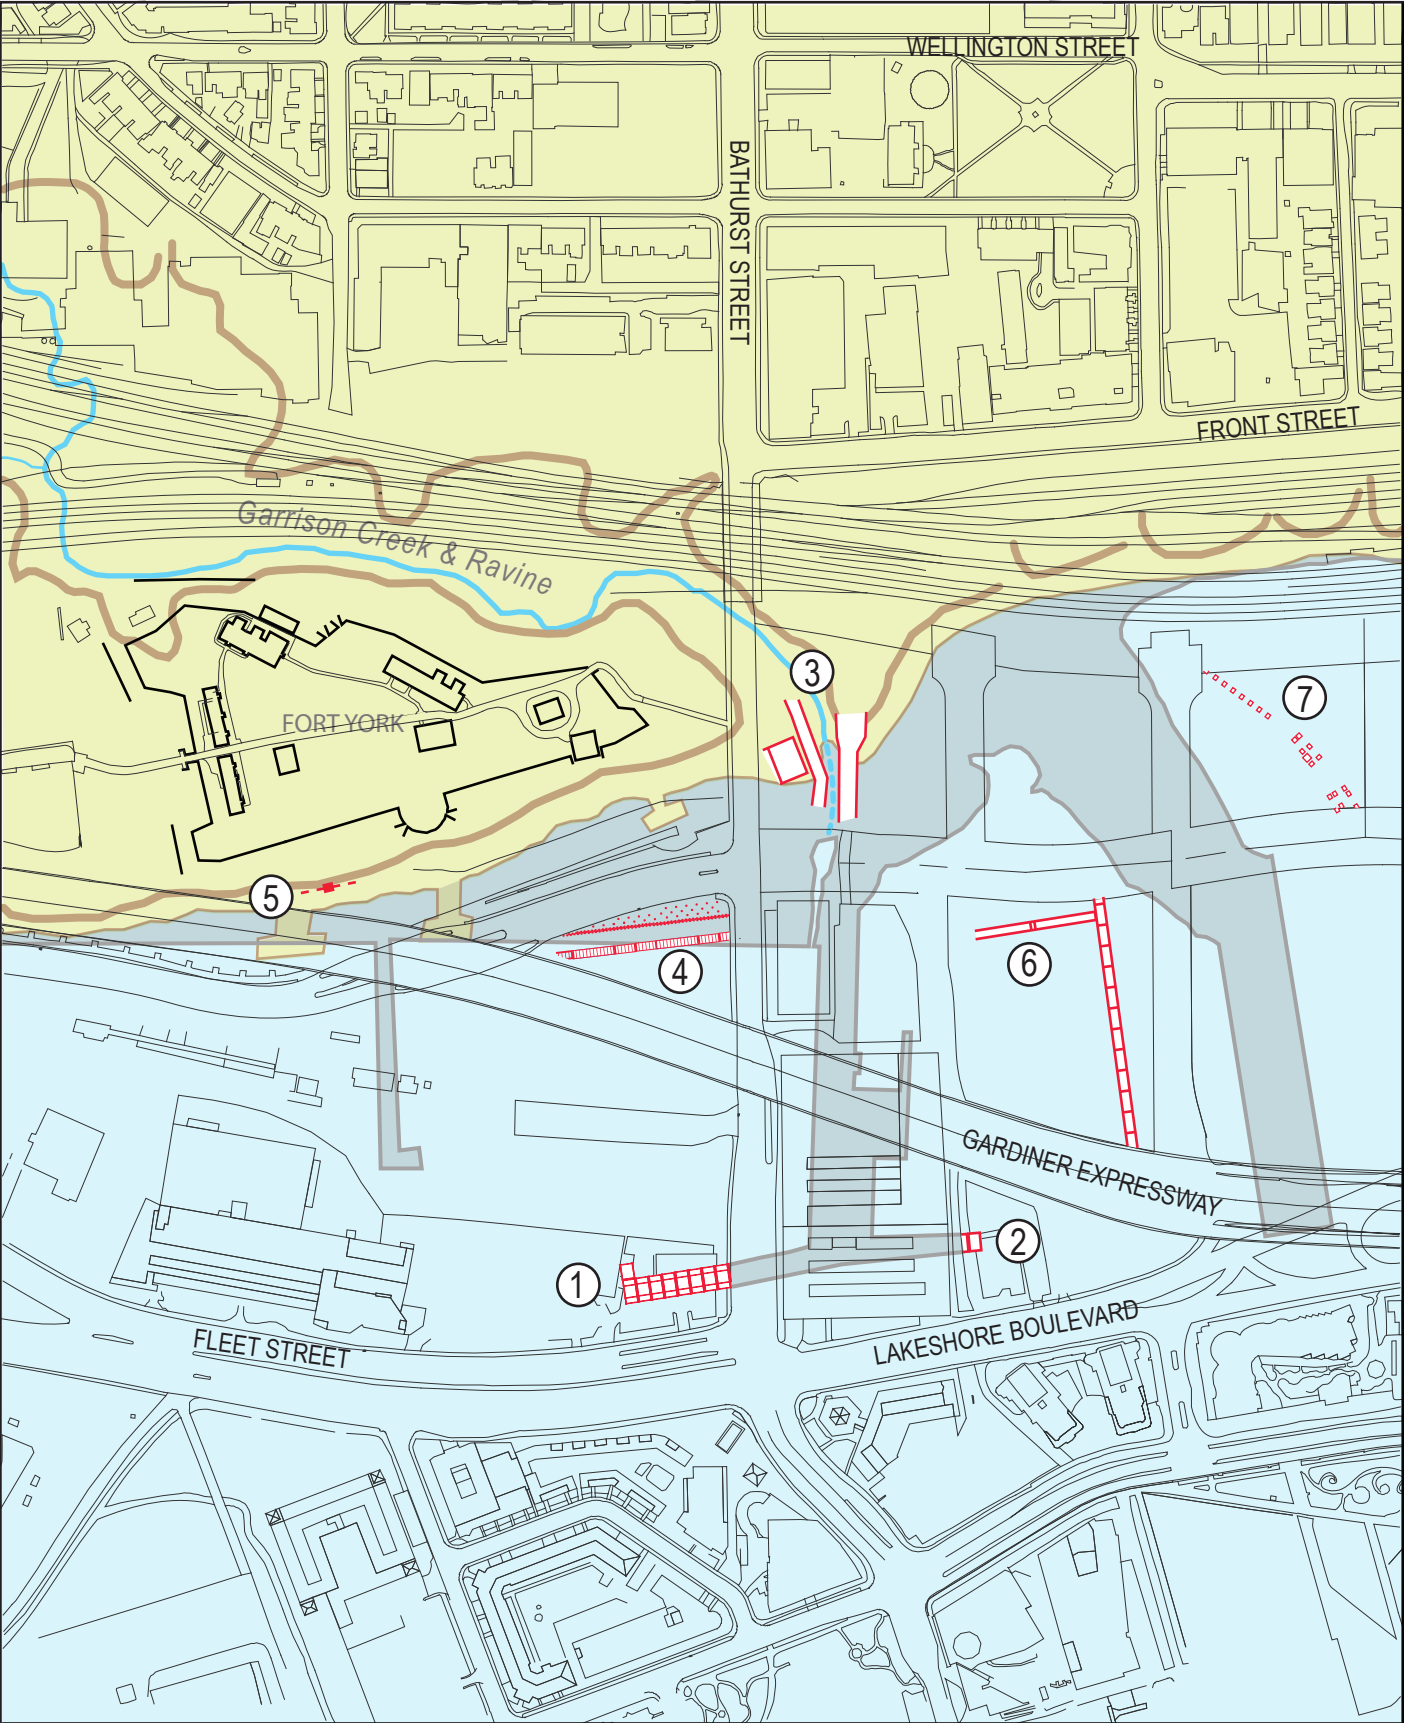 WELLINGTON STREET
BATHURST STREET
FRONT STREET
Garrison Creek & Ravine
3
7
FORT YORK
5
4
6
GARDINER EXPRESSWAY
2
1
LAKESHORE BOULEVARD
FLEET STREET